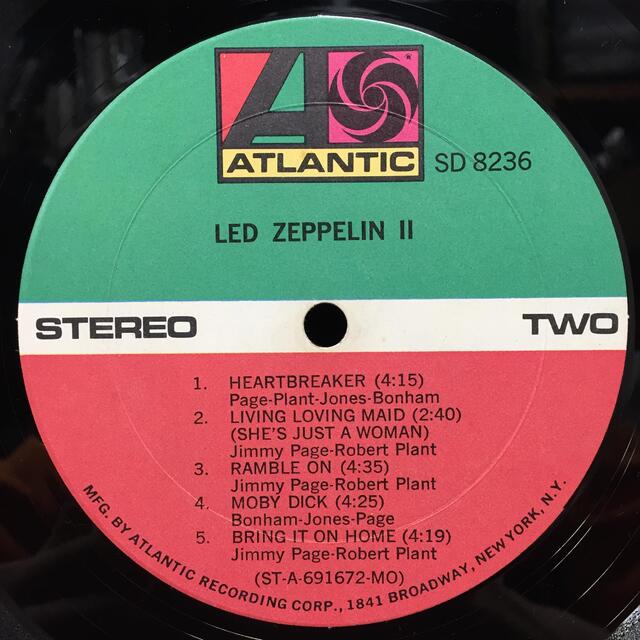 ATLANTIC SD 8236
LED ZEPPELIN II
STEREO TWO
1. HEARTBREAKER (4:15)
Page-Plant-Jones-Bonham
2. LIVING LOVING MAID (2:40)
(SHE'S JUST A WOMAN)
Jimmy Page-Robert Plant
3. RAMBLE ON (4:35)
Jimmy Page-Robert Plant
4. MOBY DICK (4:25)
Bonham-Jones-Page
5. BRING IT ON HOME (4:19)
Jimmy Page-Robert Plant
(ST-A-691672-MO)
MFG. BY ATLANTIC RECORDING CORP., 1841 BROADWAY, NEW YORK, N.Y.